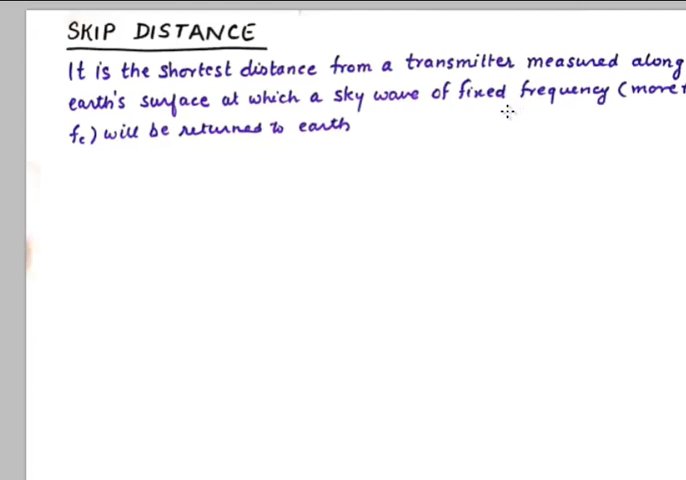 SKIP DISTANCE
It is the shortest distance from a transmitter measured along
earth's surface at which a sky wave of fixed frequency (more
fc) will be returned to earth